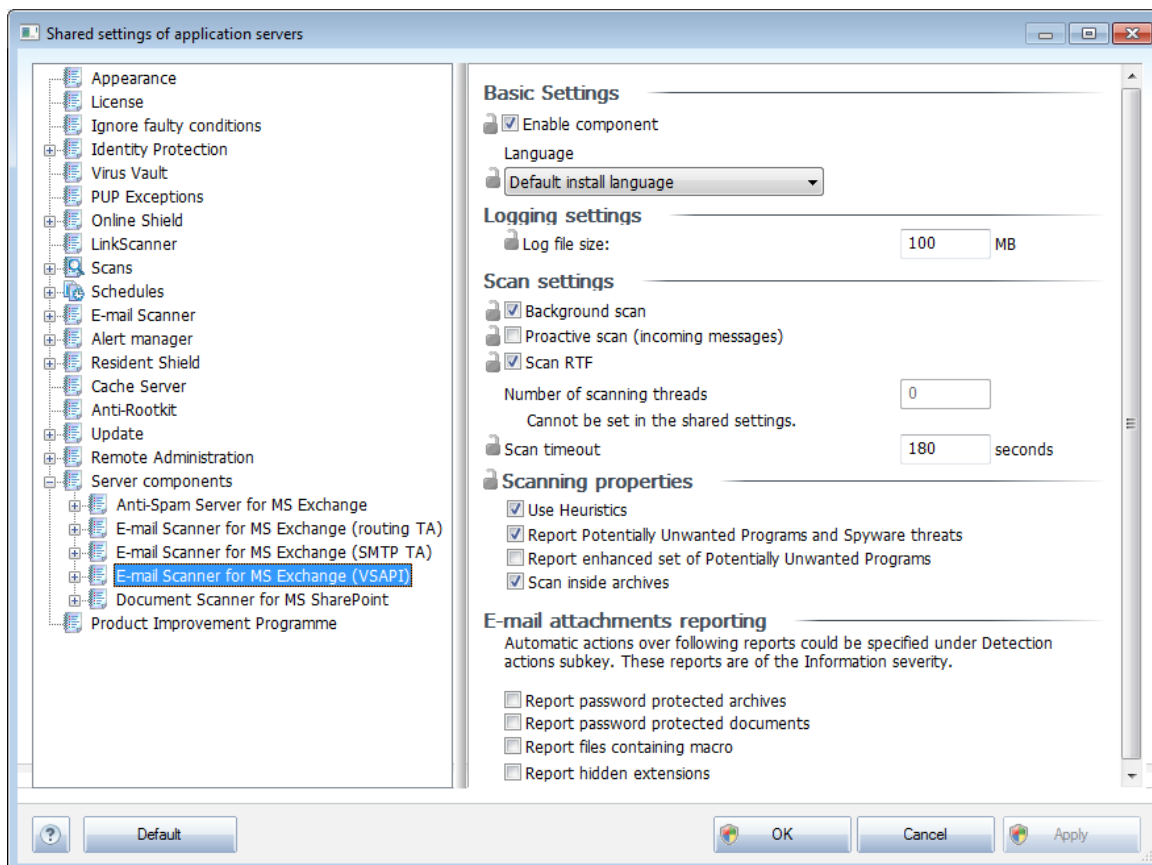 Shared settings of application servers
Appearance
License
Ignore faulty conditions
Identity Protection
Virus Vault
PUP Exceptions
Online Shield
LinkScanner
Scans
Schedules
E-mail Scanner
Alert manager
Resident Shield
Cache Server
Anti-Rootkit
Update
Remote Administration
Server components
Anti-Spam Server for MS Exchange
E-mail Scanner for MS Exchange (routing TA)
E-mail Scanner for MS Exchange (SMTP TA)
E-mail Scanner for MS Exchange (VSAPI)
Document Scanner for MS SharePoint
Product Improvement Programme
Basic Settings
Enable component
Language
Default install language
Logging settings
Log file size: 100 MB
Scan settings
Background scan
Proactive scan (incoming messages)
Scan RTF
Number of scanning threads 0
Cannot be set in the shared settings.
Scan timeout 180 seconds
Scanning properties
Use Heuristics
Report Potentially Unwanted Programs and Spyware threats
Report enhanced set of Potentially Unwanted Programs
Scan inside archives
E-mail attachments reporting
Automatic actions over following reports could be specified under Detection
actions subkey. These reports are of the Information severity.
Report password protected archives
Report password protected documents
Report files containing macro
Report hidden extensions
? Default OK Cancel Apply